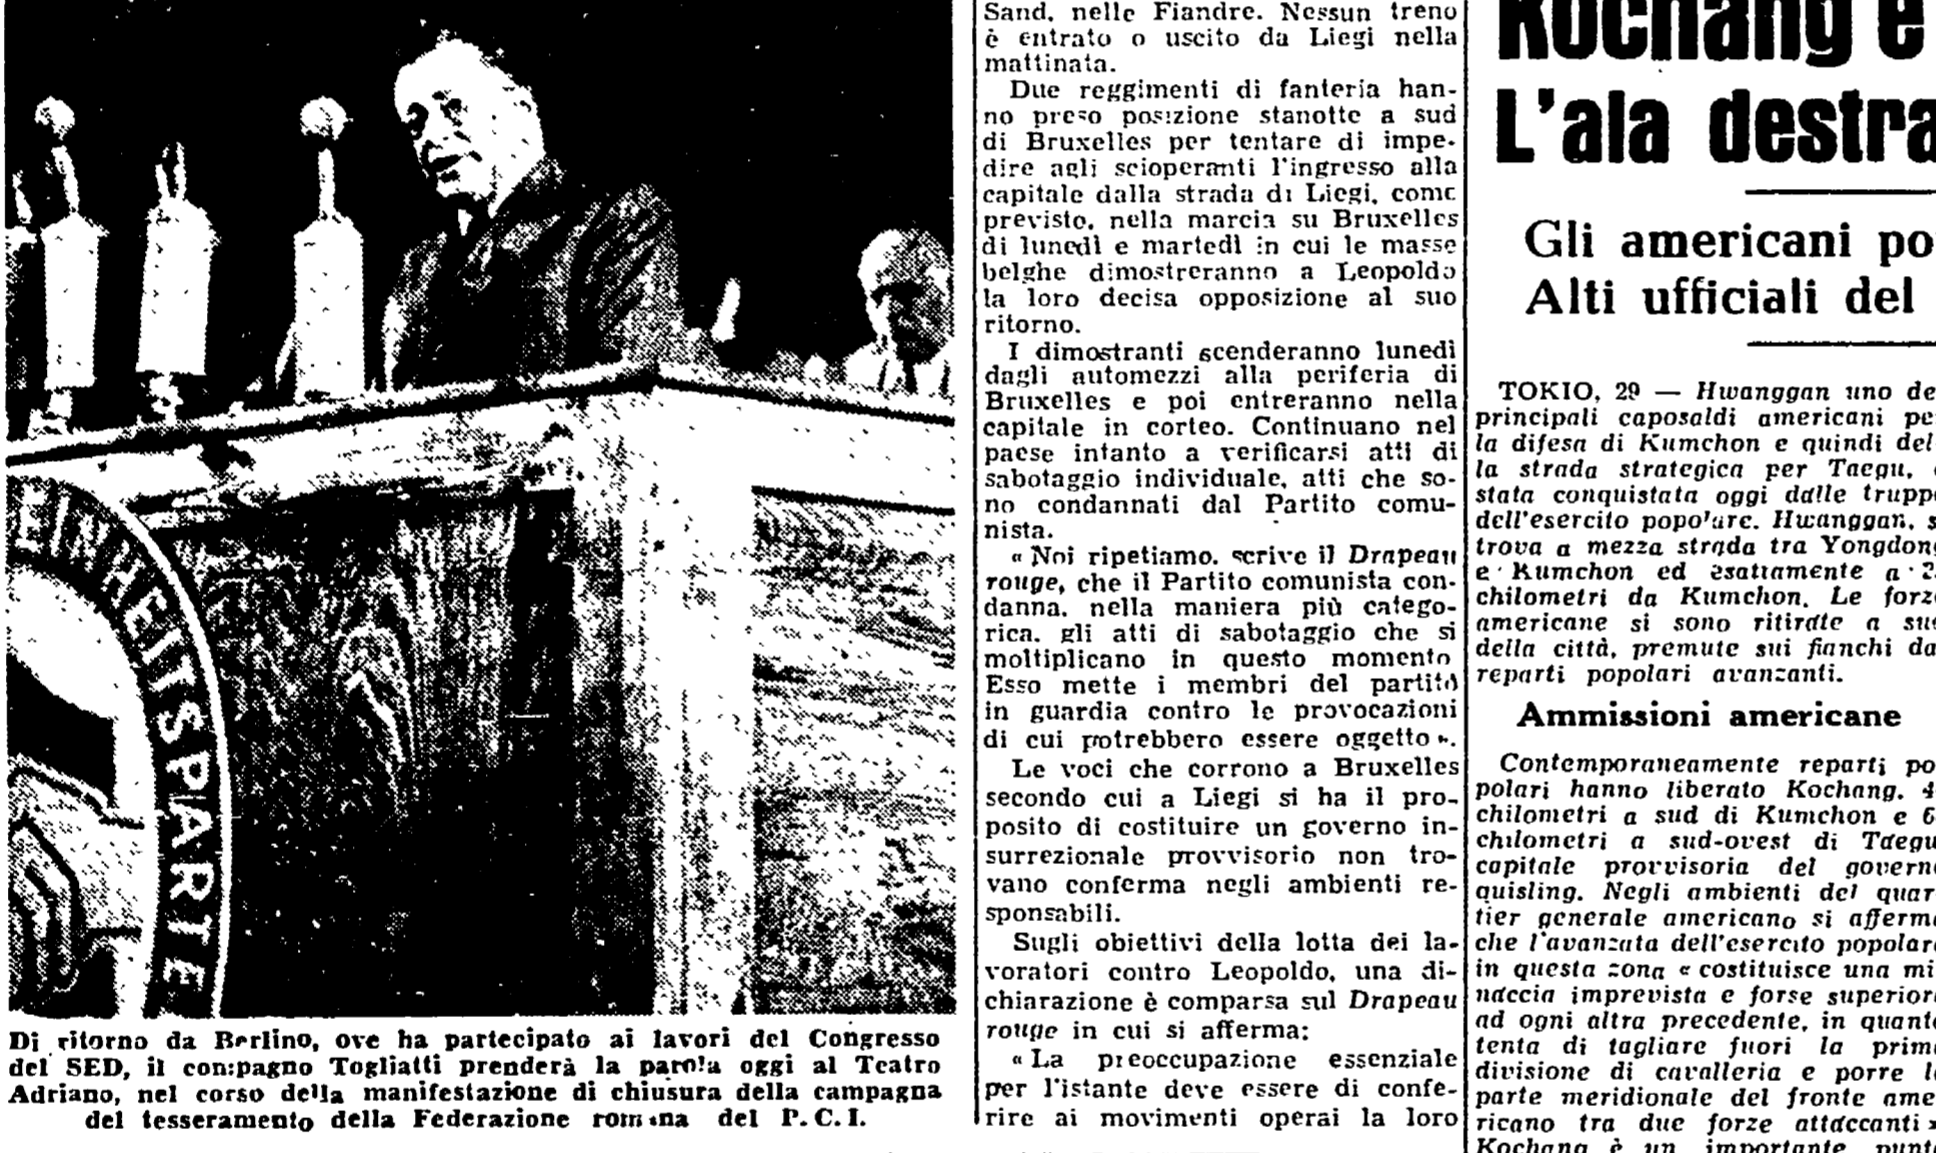 EINHEITSPARTE
Di ritorno da Berlino, ove ha partecipato ai lavori del Congresso
del SED, il compagno Togliatti prenderà la parola oggi al Teatro
Adriano, nel corso della manifestazione di chiusura della campagna
del tesseramento della Federazione romana del P.C.I.
Sand, nelle Fiandre. Nessun treno
è entrato o uscito da Liegi nella
mattinata.
Due reggimenti di fanteria han-
no preso posizione stanotte a sud
di Bruxelles per tentare di impe-
dire agli scioperanti l'ingresso alla
capitale dalla strada di Liegi, come
previsto, nella marcia su Bruxelles
di lunedì e martedì in cui le masse
belghe dimostreranno a Leopoldo
la loro decisa opposizione al suo
ritorno.
I dimostranti scenderanno lunedì
dagli automezzi alla periferia di
Bruxelles e poi entreranno nella
capitale in corteo. Continuano nel
paese intanto a verificarsi atti di
sabotaggio individuale, atti che so-
no condannati dal Partito comu-
nista.
« Noi ripetiamo, scrive il Drapeau
rouge, che il Partito comunista con-
danna, nella maniera più catego-
rica, gli atti di sabotaggio che si
moltiplicano in questo momento
Esso mette i membri del partito
in guardia contro le provocazioni
di cui potrebbero essere oggetto ».
Le voci che corrono a Bruxelles
secondo cui a Liegi si ha il pro-
posito di costituire un governo in-
surrezionale provvisorio non tro-
vano conferma negli ambienti re-
sponsabili.
Sugli obiettivi della lotta dei la-
voratori contro Leopoldo, una di-
chiarazione è comparsa sul Drapeau
rouge in cui si afferma:
« La preoccupazione essenziale
per l'istante deve essere di confe-
rire ai movimenti operai la loro
Kochang e
L'ala destra
Gli americani po
Alti ufficiali del
TOKIO, 29 — Hwanggan uno de
principali caposaldi americani pe
la difesa di Kumchon e quindi del-
la strada strategica per Taegu,
stata conquistata oggi dalle trupp
dell'esercito popolare. Hwanggan, s
trova a mezza strada tra Yongdong
e Kumchon ed esattamente a 2
chilometri da Kumchon. Le forz
americane si sono ritirate a su
della città, premute sui fianchi da
reparti popolari avanzanti.
Ammissioni americane
Contemporaneamente reparti po-
polari hanno liberato Kochang, 4
chilometri a sud di Kumchon e 6
chilometri a sud-ovest di Taegu
capitale provvisoria del govern
quisling. Negli ambienti del quar-
tier generale americano si afferma
che l'avanzata dell'esercito popolar
in questa zona « costituisce una mi-
naccia imprevista e forse superior
ad ogni altra precedente, in quant
tenta di tagliare fuori la prim
divisione di cavalleria e porre l
parte meridionale del fronte ame-
ricano tra due forze attaccanti »
Kochang è un importante punt